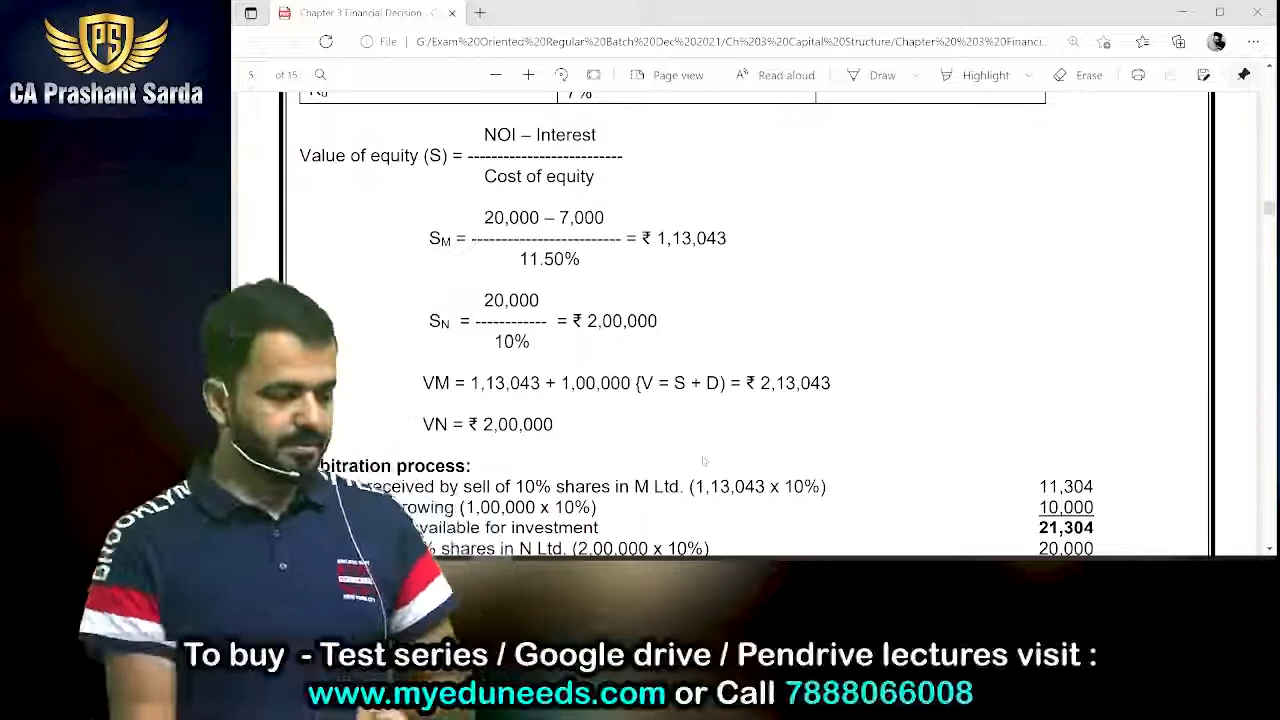 PS
CA Prashant Sarda
Chapter 3 Financial Decision - C
File
G:/Exam%20Oriented%20Regular%20Batch%20Dec%202021/Ch%203%20Capital%20Structure/Chapter%20%203%20Financi...
5 of 15
Page view
Read aloud
Draw
Highlight
Erase
7%
NOI – Interest
Value of equity (S) = --------------------------
Cost of equity
20,000 – 7,000
SM = ------------------------- = ₹ 1,13,043
11.50%
20,000
SN = ------------ = ₹ 2,00,000
10%
VM = 1,13,043 + 1,00,000 {V = S + D) = ₹ 2,13,043
VN = ₹ 2,00,000
bitration process:
received by sell of 10% shares in M Ltd. (1,13,043 x 10%) 11,304
rowing (1,00,000 x 10%) 10,000
vailable for investment 21,304
% shares in N Ltd. (2,00,000 x 10%) 20,000
BROOKLYN
To buy - Test series / Google drive / Pendrive lectures visit :
www.myeduneeds.com or Call 7888066008